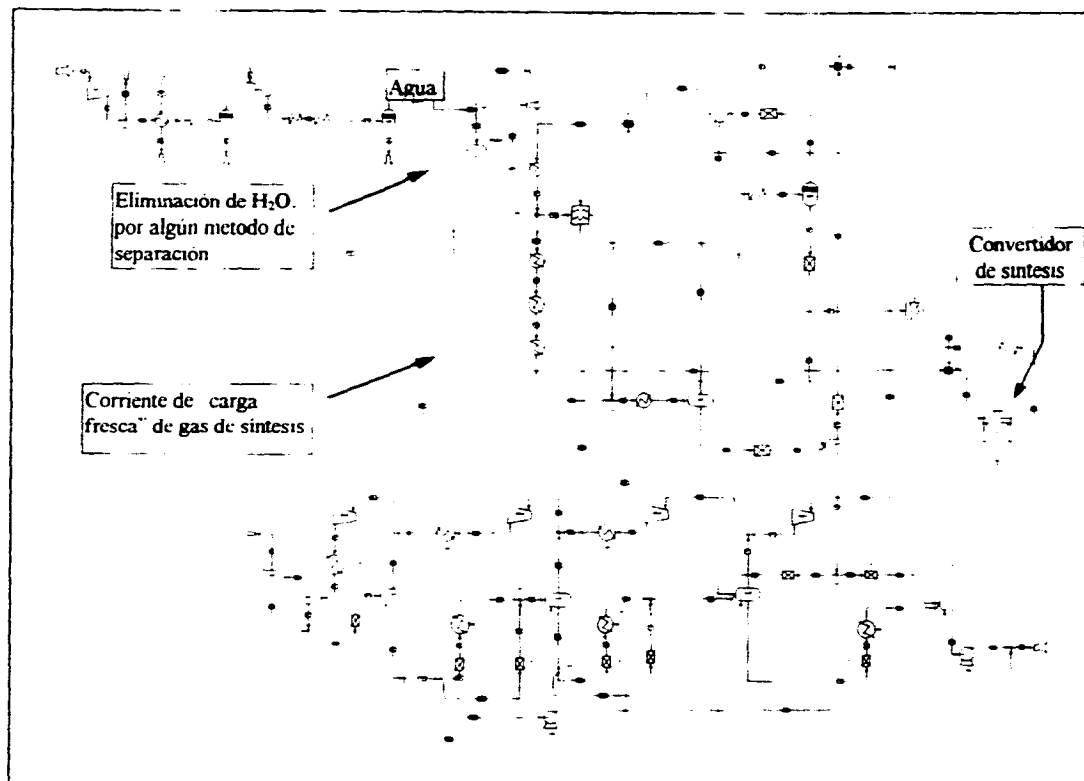 Agua
Eliminación de H₂O.
por algún metodo de
separación
Convertidor
de sintesis
Corriente de carga
fresca" de gas de sintesis